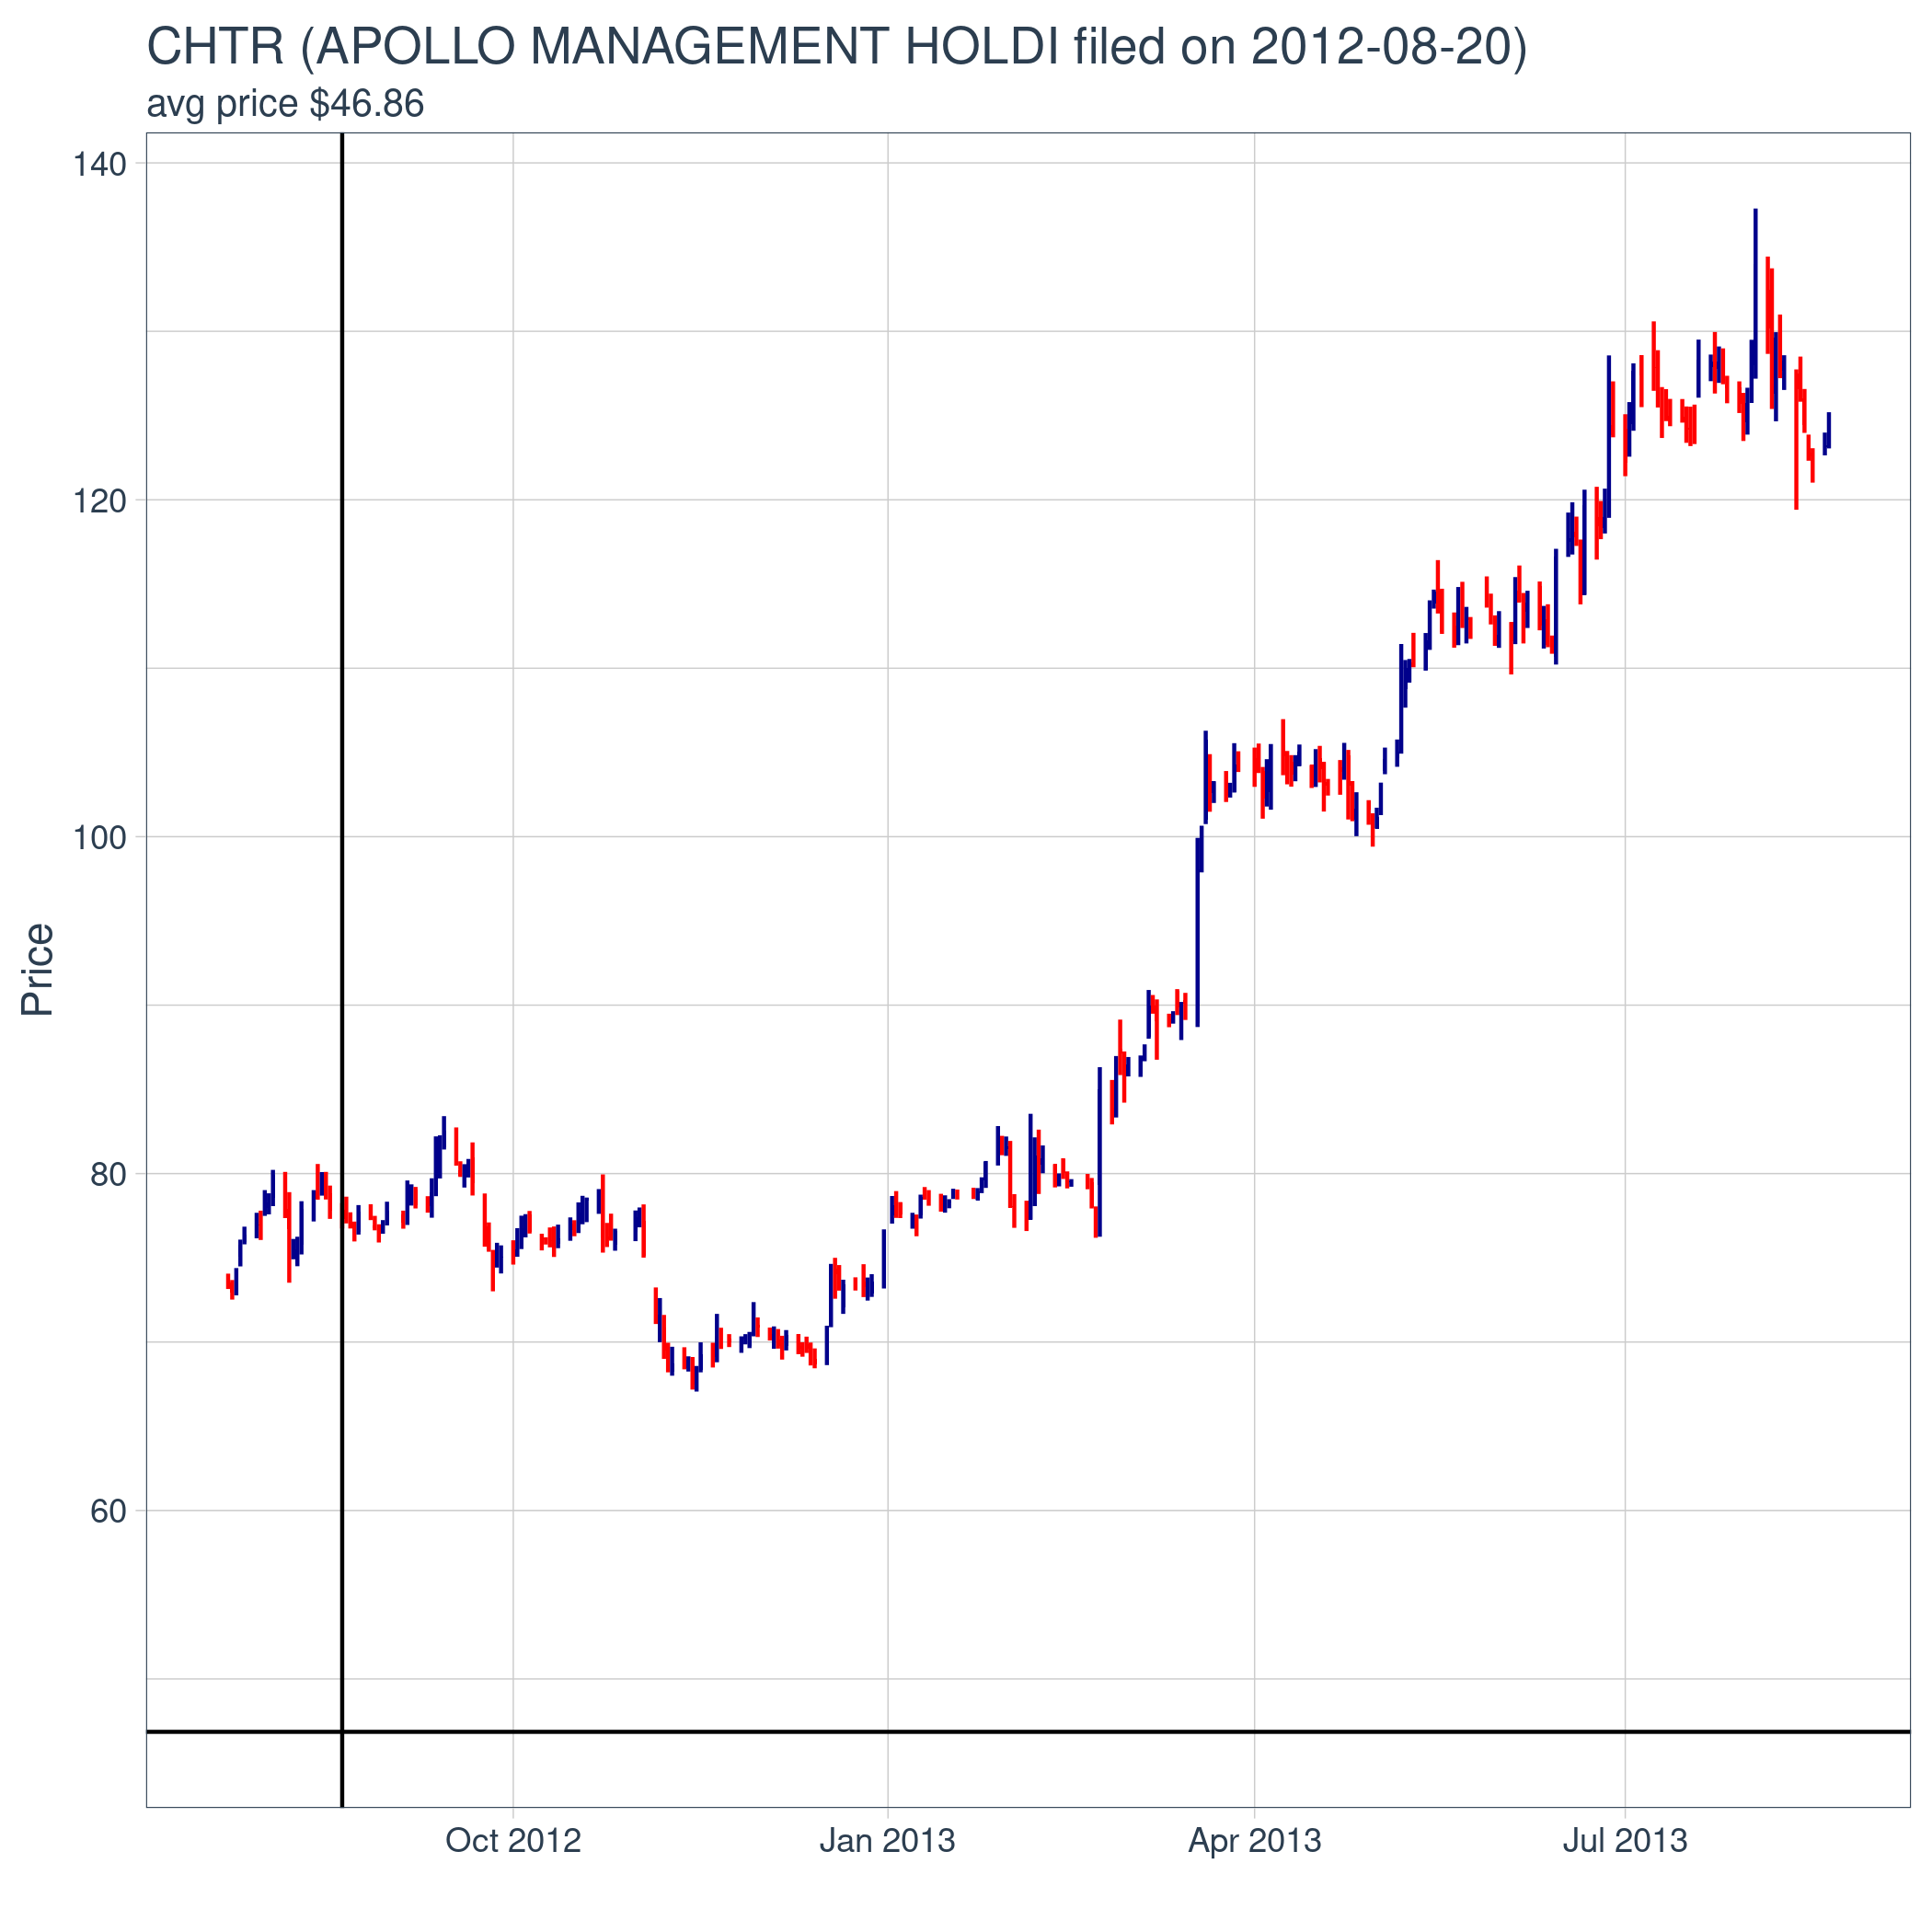 CHTR (APOLLO MANAGEMENT HOLDI filed on 2012-08-20)
avg price $46.86
140
120
100
80
60
Price
Oct 2012 Jan 2013 Apr 2013 Jul 2013